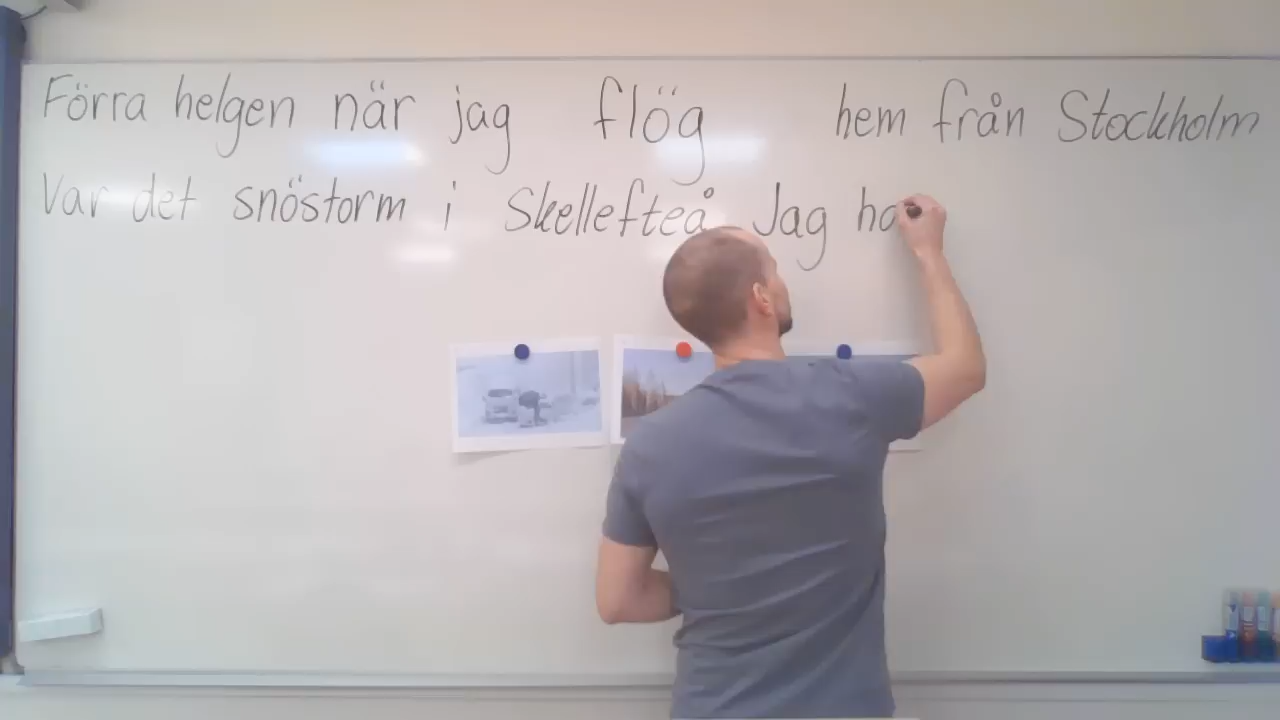 Förra helgen när jag flög hem från Stockholm
Var det snöstorm i Skellefteå Jag